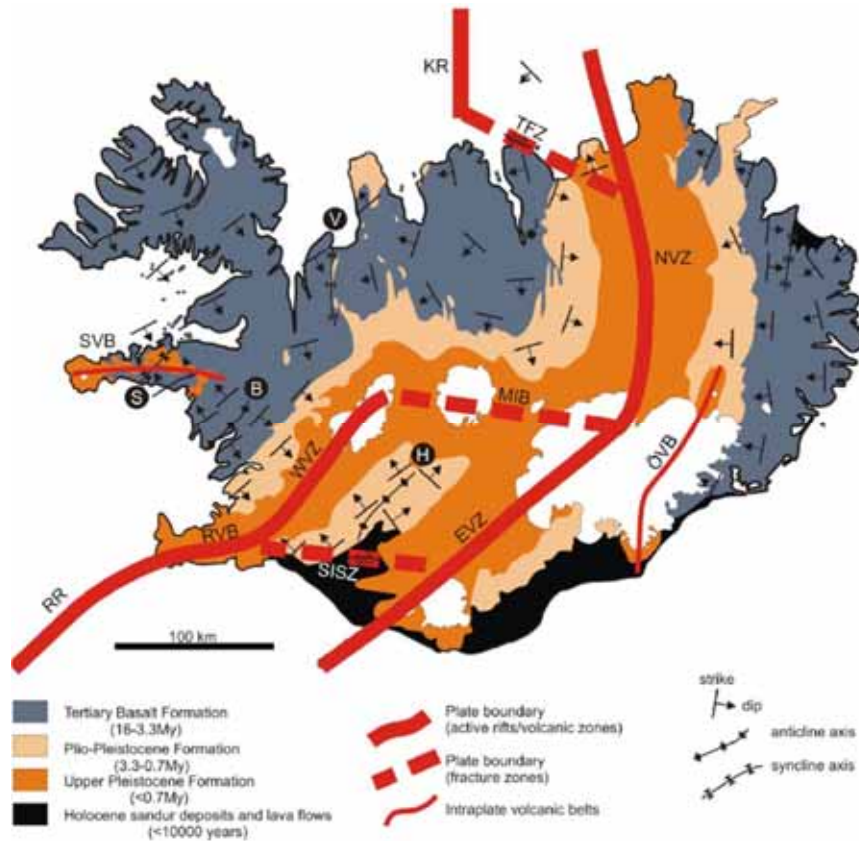 KR
TFZ
V
NVZ
SVB
S
B
MIB
WVZ
H
ÖVB
EVZ
RVB
SISZ
RR
100 km
Tertiary Basalt Formation
(16-3.3My)
Plio-Pleistocene Formation
(3.3-0.7My)
Upper Pleistocene Formation
(<0.7My)
Holocene sandur deposits and lava flows
(<10000 years)
Plate boundary
(active rifts/volcanic zones)
Plate boundary
(fracture zones)
Intraplate volcanic belts
strike
dip
anticline axis
syncline axis